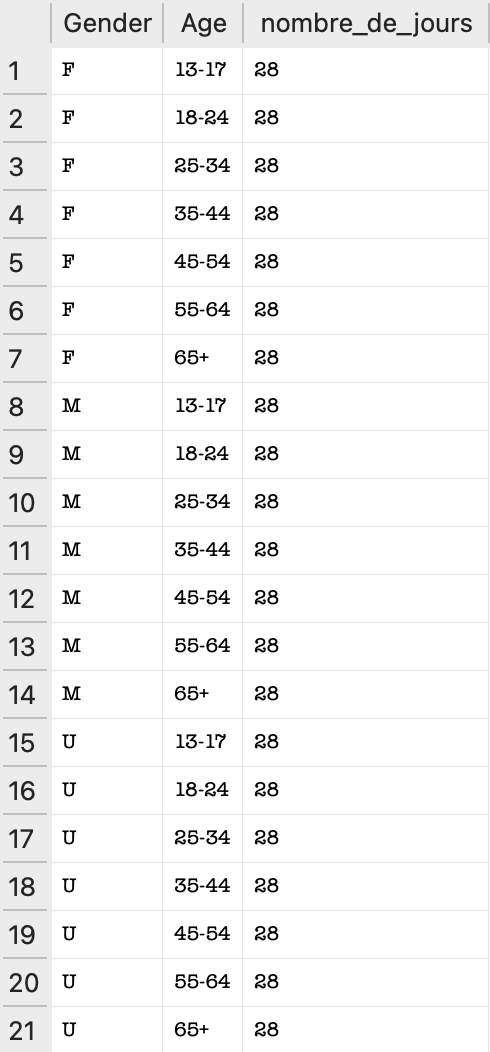 Gender Age nombre_de_jours
1 F 13-17 28
2 F 18-24 28
3 F 25-34 28
4 F 35-44 28
5 F 45-54 28
6 F 55-64 28
7 F 65+ 28
8 M 13-17 28
9 M 18-24 28
10 M 25-34 28
11 M 35-44 28
12 M 45-54 28
13 M 55-64 28
14 M 65+ 28
15 U 13-17 28
16 U 18-24 28
17 U 25-34 28
18 U 35-44 28
19 U 45-54 28
20 U 55-64 28
21 U 65+ 28